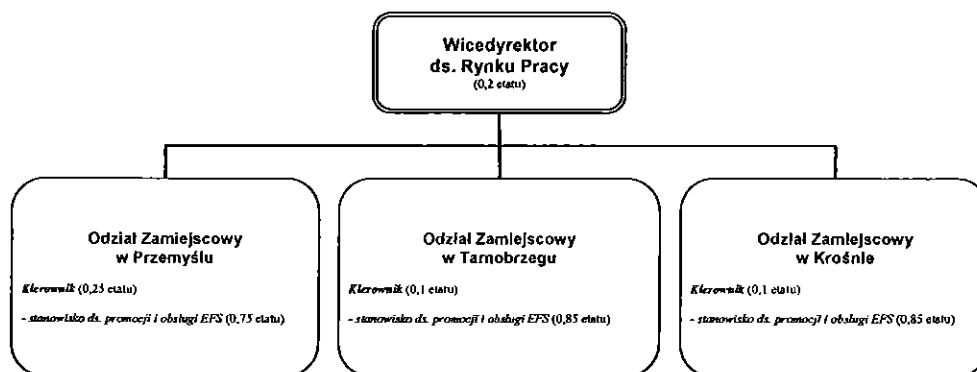 Wicedyrektor
ds. Rynku Pracy
(0,2 etatu)
Odział Zamiejscowy
w Przemyślu
Kierownik (0,25 etatu)
- stanowisko ds. promocji i obsługi EFS (0,75 etatu)
Odział Zamiejscowy
w Tarnobrzegu
Kierownik (0,1 etatu)
- stanowisko ds. promocji i obsługi EFS (0,85 etatu)
Odział Zamiejscowy
w Krośnie
Kierownik (0,1 etatu)
- stanowisko ds. promocji i obsługi EFS (0,85 etatu)